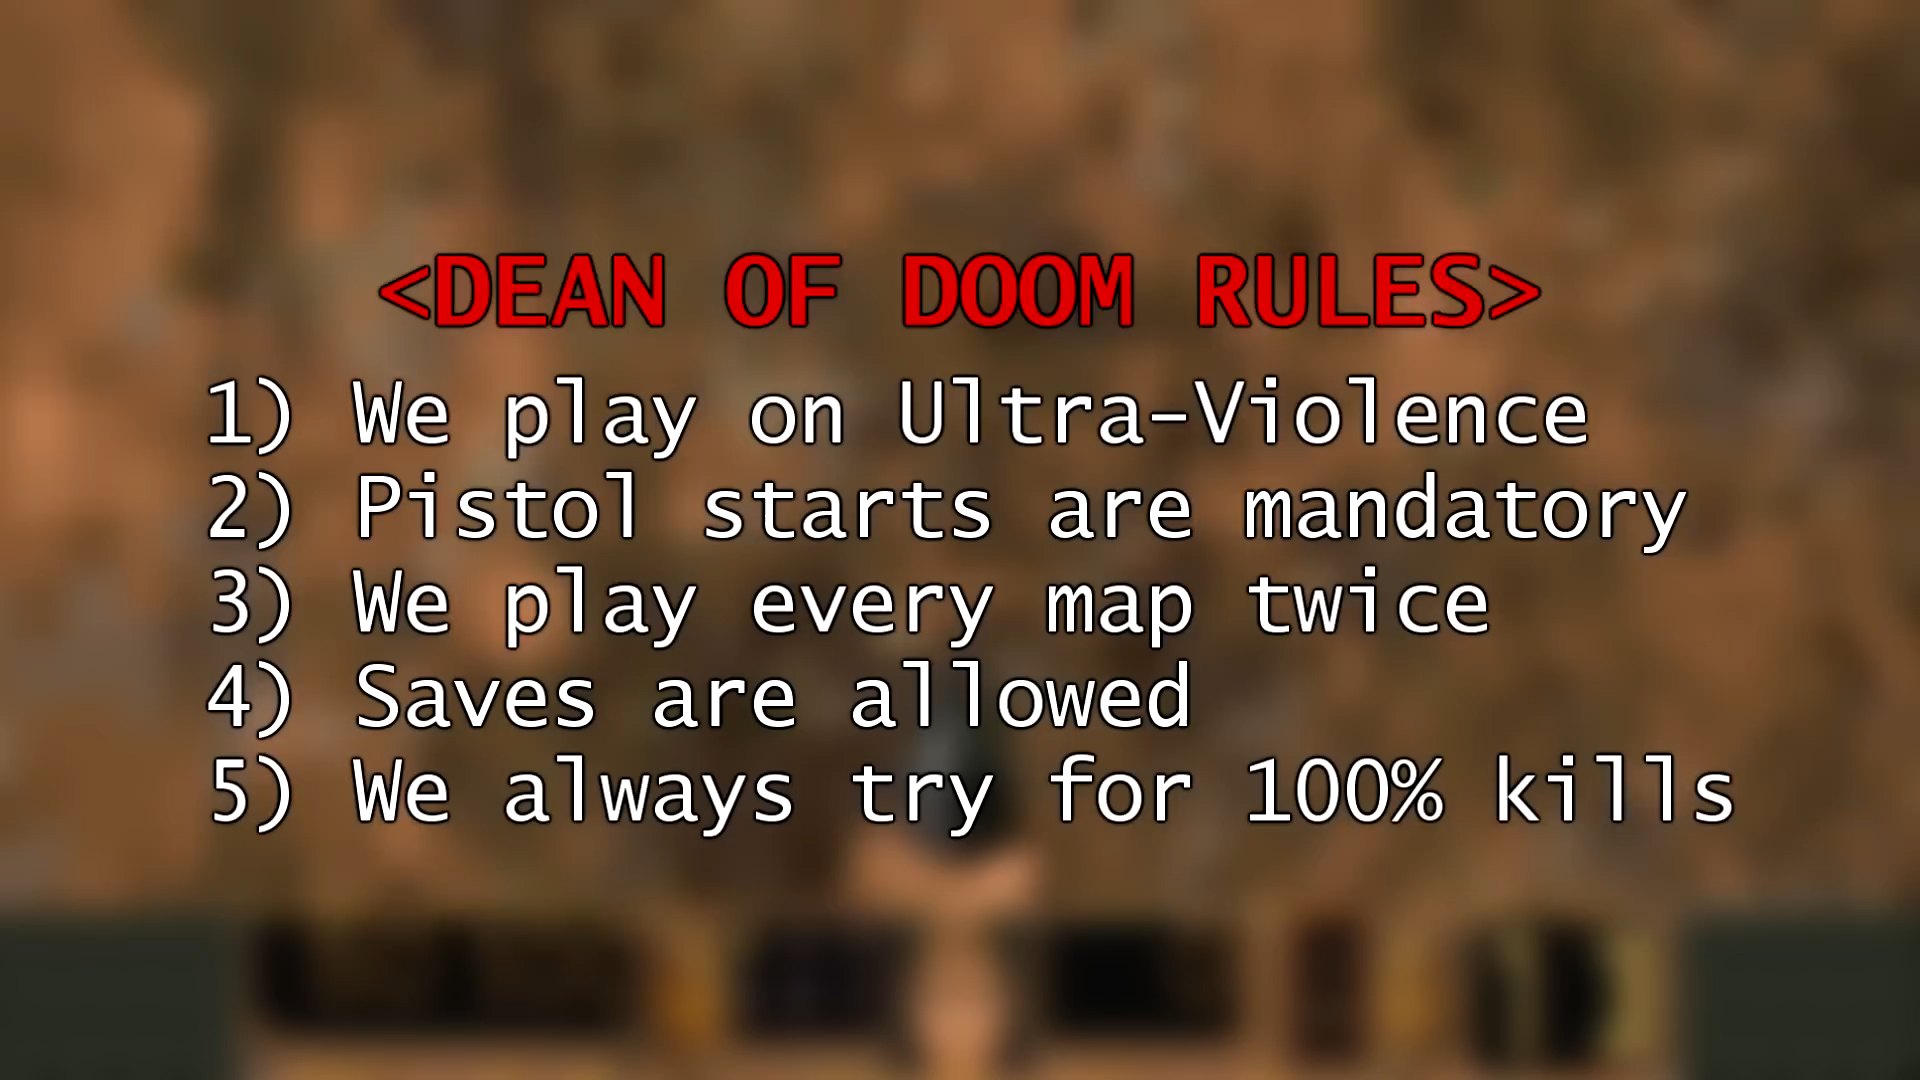 <DEAN OF DOOM RULES>
1) We play on Ultra-Violence
2) Pistol starts are mandatory
3) We play every map twice
4) Saves are allowed
5) We always try for 100% kills